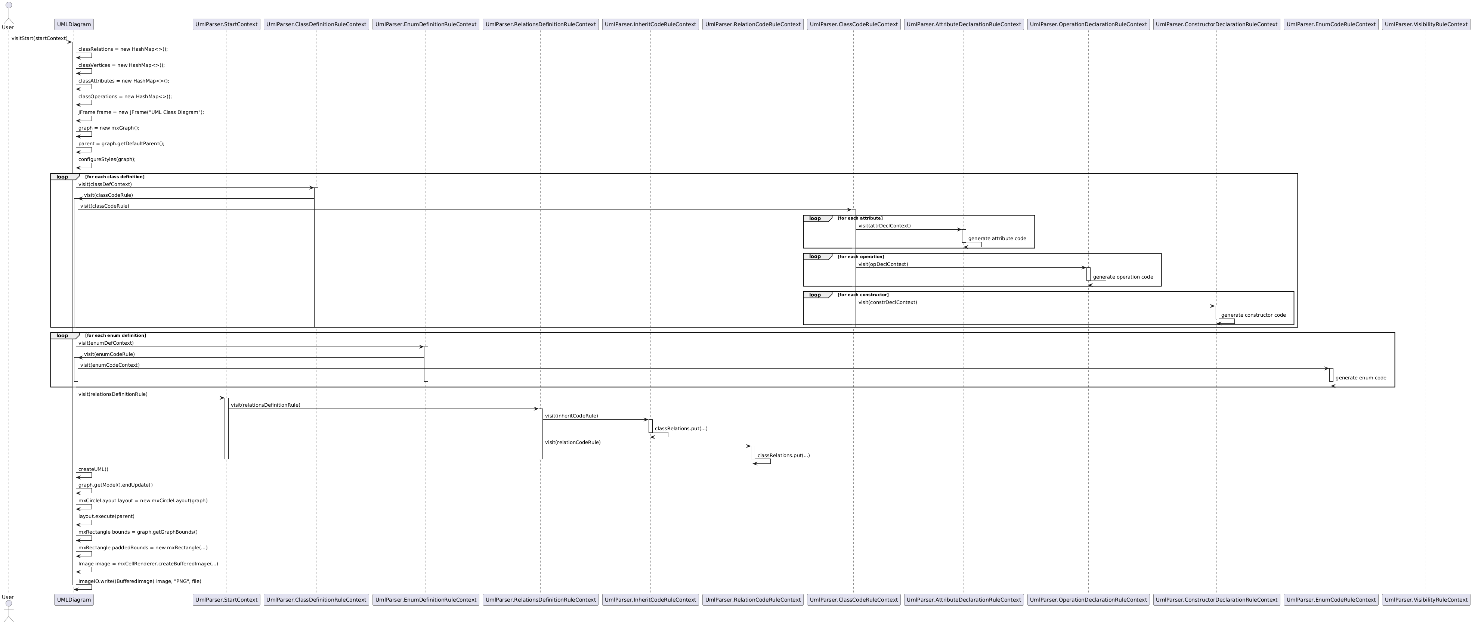 User
UMLDiagram
UmlParser.StartContext
UmlParser.ClassDefinitionRuleContext
UmlParser.EnumDefinitionRuleContext
UmlParser.RelationsDefinitionRuleContext
UmlParser.InheritCodeRuleContext
UmlParser.RelationCodeRuleContext
UmlParser.ClassCodeRuleContext
UmlParser.AttributeDeclarationRuleContext
UmlParser.OperationDeclarationRuleContext
UmlParser.ConstructorDeclarationRuleContext
UmlParser.EnumCodeRuleContext
UmlParser.VisibilityRuleContext
visitStart(startContext)
classRelations = new HashMap<>();
classVertices = new HashMap<>();
classAttributes = new HashMap<>();
classOperations = new HashMap<>();
JFrame frame = new JFrame("UML Class Diagram");
graph = new mxGraph();
parent = graph.getDefaultParent();
configureStyles(graph);
loop [for each class definition]
visit(classDefContext)
visit(classCodeRule)
visit(classCodeRule)
loop [for each attribute]
visit(attrDeclContext)
generate attribute code
loop [for each operation]
visit(opDeclContext)
generate operation code
loop [for each constructor]
visit(constrDeclContext)
generate constructor code
loop [for each enum definition]
visit(enumDefContext)
visit(enumCodeRule)
visit(enumCodeContext)
generate enum code
visit(relationsDefinitionRule)
visit(relationsDefinitionRule)
visit(inheritCodeRule)
classRelations.put(...)
visit(relationCodeRule)
classRelations.put(...)
createUML()
graph.getModel().endUpdate()
mxCircleLayout layout = new mxCircleLayout(graph)
layout.execute(parent)
mxRectangle bounds = graph.getGraphBounds()
mxRectangle paddedBounds = new mxRectangle(...)
Image image = mxCellRenderer.createBufferedImage(...)
ImageIO.write((BufferedImage) image, "PNG", file)
User
UMLDiagram
UmlParser.StartContext
UmlParser.ClassDefinitionRuleContext
UmlParser.EnumDefinitionRuleContext
UmlParser.RelationsDefinitionRuleContext
UmlParser.InheritCodeRuleContext
UmlParser.RelationCodeRuleContext
UmlParser.ClassCodeRuleContext
UmlParser.AttributeDeclarationRuleContext
UmlParser.OperationDeclarationRuleContext
UmlParser.ConstructorDeclarationRuleContext
UmlParser.EnumCodeRuleContext
UmlParser.VisibilityRuleContext